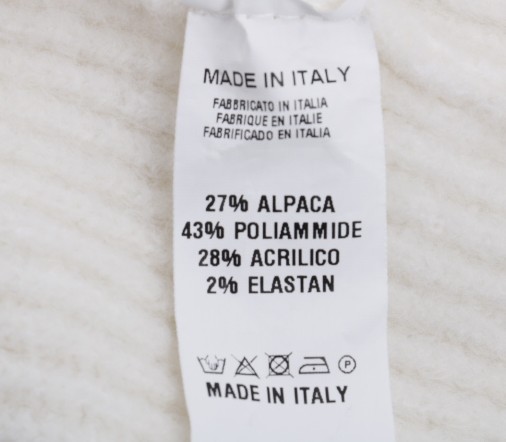 MADE IN ITALY
FABBRICATO IN ITALIA
FABRIQUE EN ITALIE
FABRIFICADO EN ITALIA
27% ALPACA
43% POLIAMMIDE
28% ACRILICO
2% ELASTAN
P
MADE IN ITALY